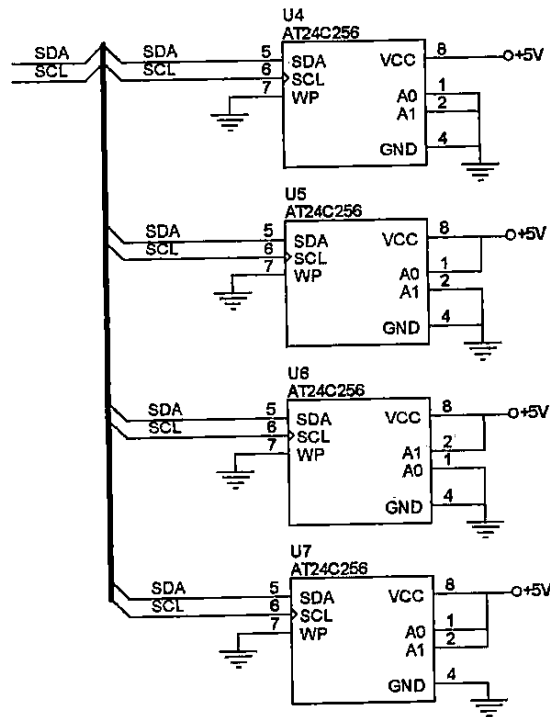 U4
AT24C256
SDA SDA 5 SDA VCC 8 +5V
SCL SCL 6 SCL
7 WP A0 1
A1 2
GND 4
U5
AT24C256
SDA 5 SDA VCC 8 +5V
SCL 6 SCL
7 WP A0 1
A1 2
GND 4
U6
AT24C256
SDA 5 SDA VCC 8 +5V
SCL 6 SCL
7 WP A1 2
A0 1
GND 4
U7
AT24C256
SDA 5 SDA VCC 8 +5V
SCL 6 SCL
7 WP A0 1
A1 2
GND 4